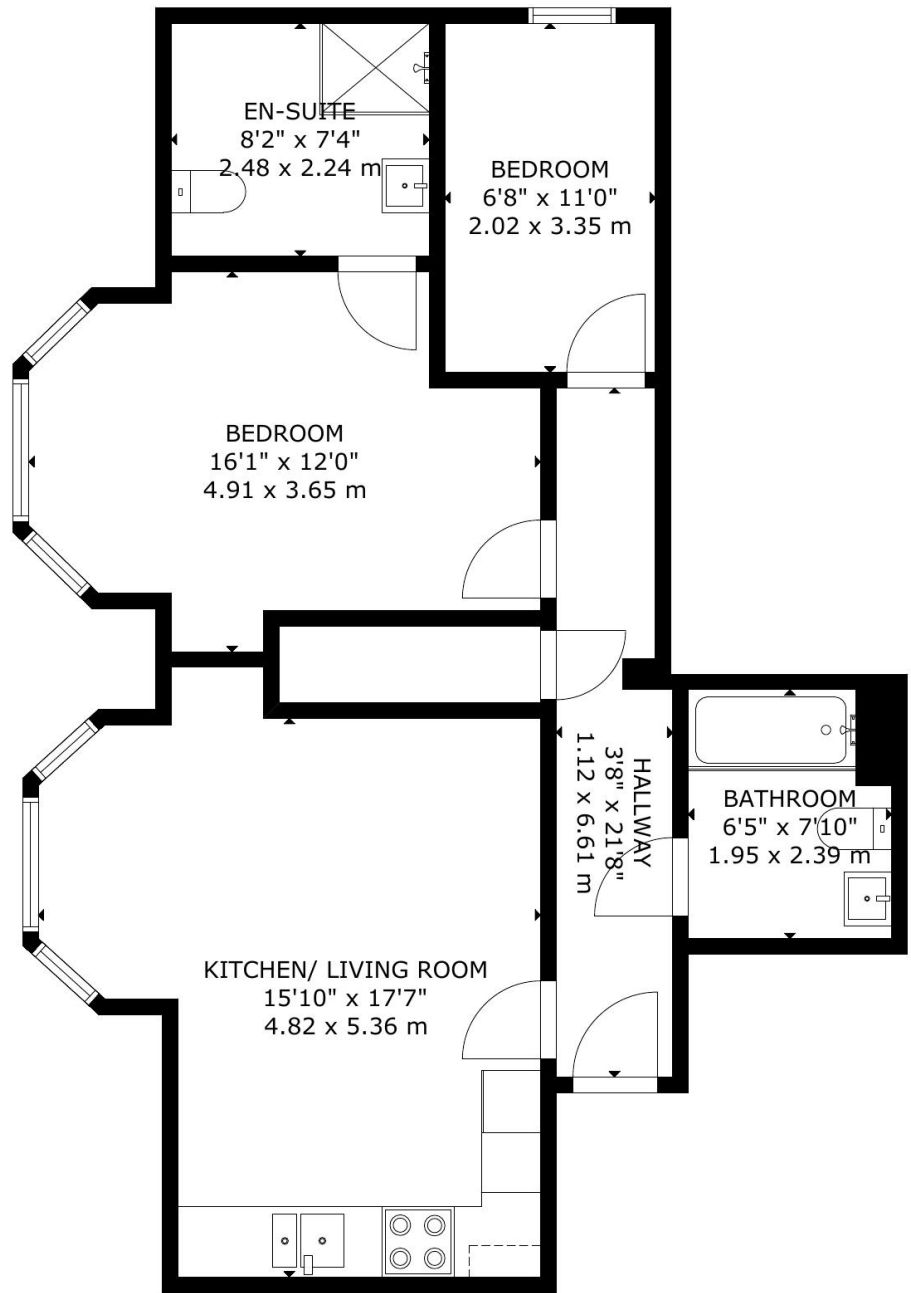 EN-SUITE
8'2" x 7'4"
2.48 x 2.24 m
BEDROOM
6'8" x 11'0"
2.02 x 3.35 m
BEDROOM
16'1" x 12'0"
4.91 x 3.65 m
HALLWAY
3'8" x 21'8"
1.12 x 6.61 m
BATHROOM
6'5" x 7'10"
1.95 x 2.39 m
KITCHEN/ LIVING ROOM
15'10" x 17'7"
4.82 x 5.36 m